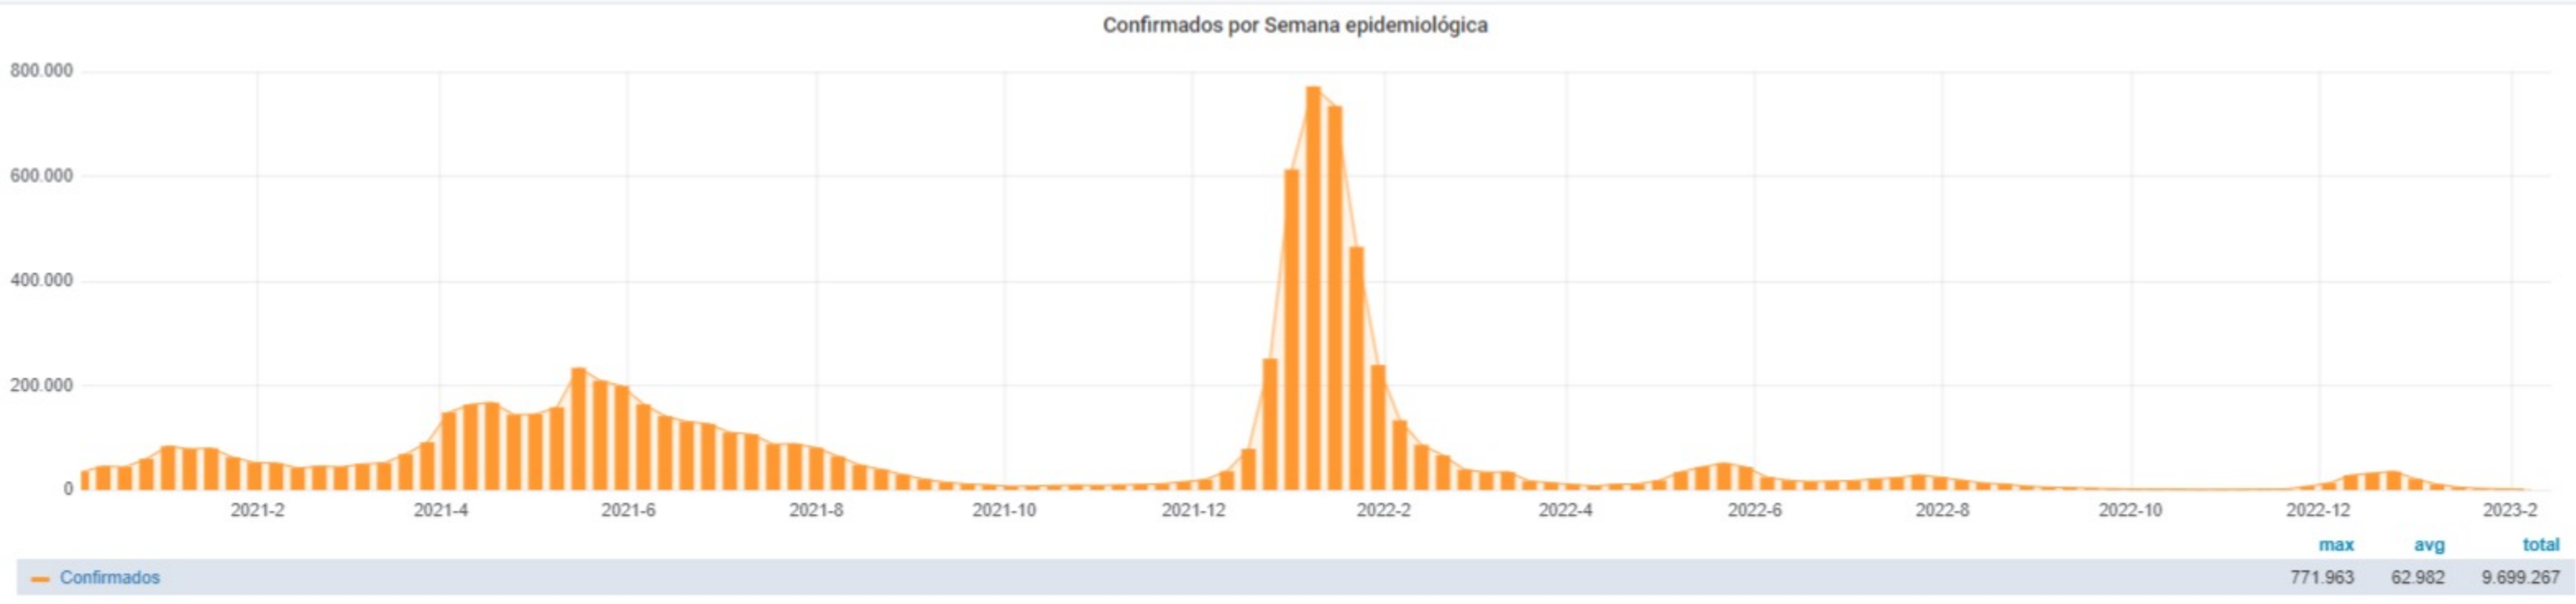 Confirmados por Semana epidemiológica
800.000
600.000
400.000
200.000
0
2021-2 2021-4 2021-6 2021-8 2021-10 2021-12 2022-2 2022-4 2022-6 2022-8 2022-10 2022-12 2023-2
max avg total
Confirmados 771.963 62.982 9.699.267